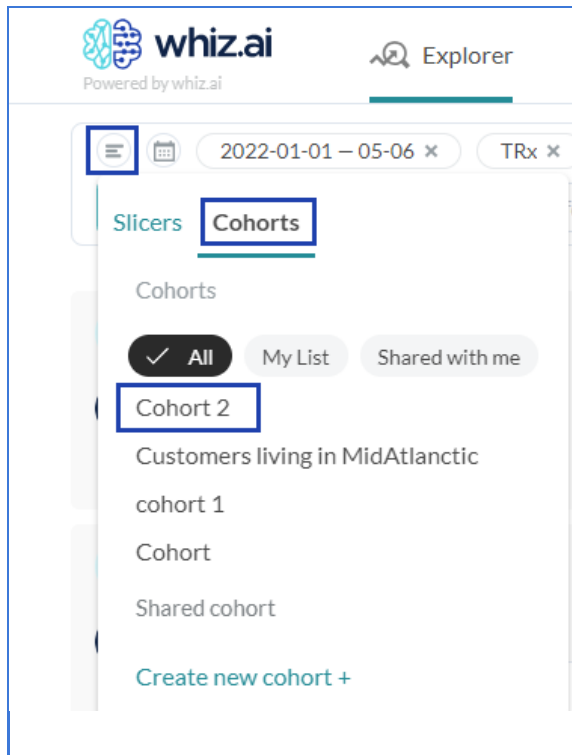 whiz.ai
Powered by whiz.ai
Explorer
2022-01-01 — 05-06 ×
TRx ×
Slicers
Cohorts
Cohorts
All
My List
Shared with me
Cohort 2
Customers living in MidAtlanctic
cohort 1
Cohort
Shared cohort
Create new cohort +